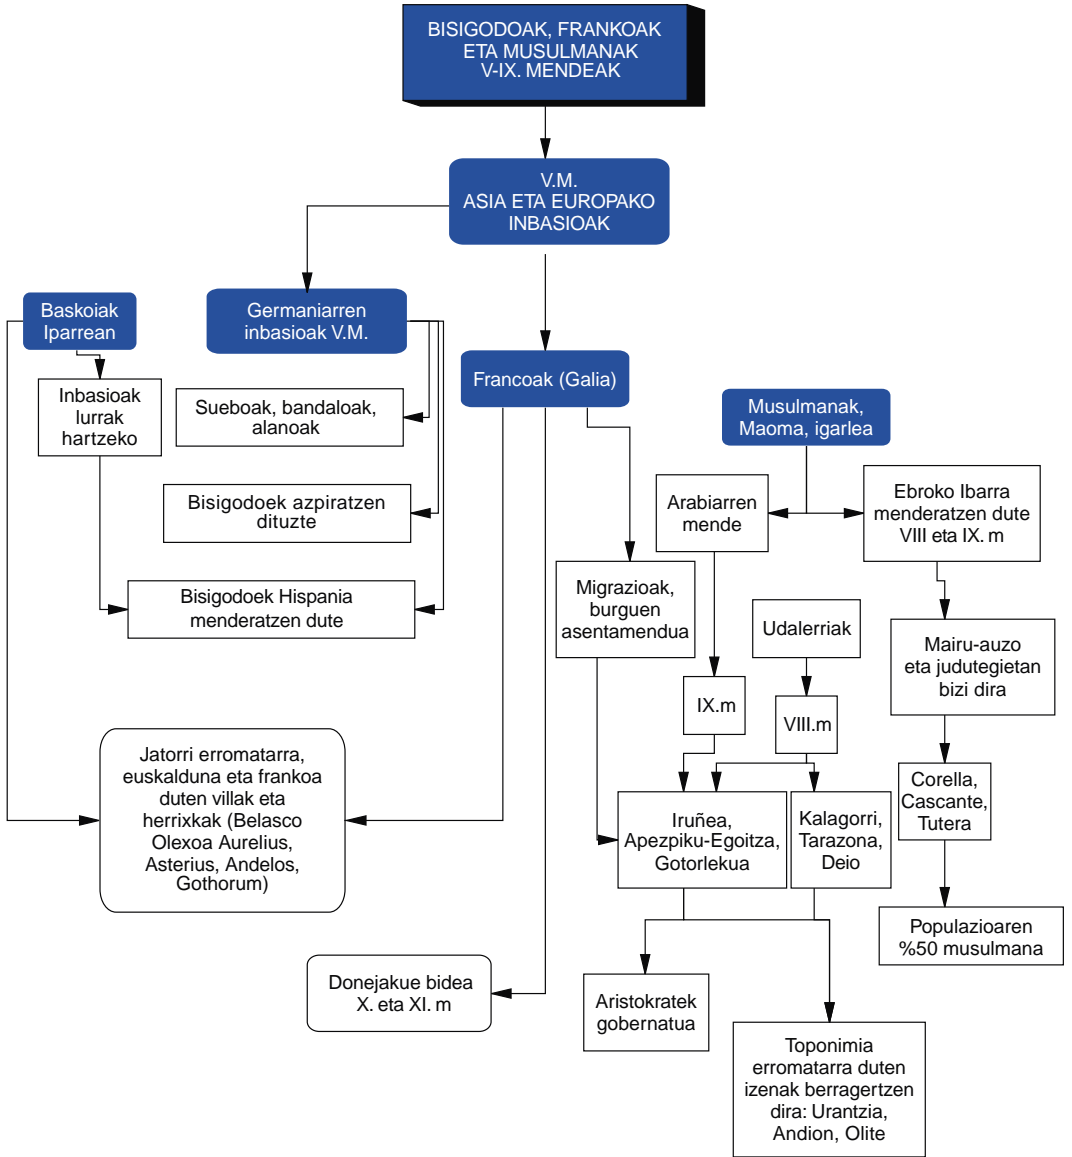 BISIGODOAK, FRANKOAK
ETA MUSULMANAK
V-IX. MENDEAK
V.M.
ASIA ETA EUROPAKO
INBASIOAK
Baskoiak
Iparrean
Germaniarren
inbasioak V.M.
Francoak (Galia)
Musulmanak,
Maoma, igarlea
Inbasioak
lurrak
hartzeko
Sueboak, bandaloak,
alanoak
Bisigodoek azpiratzen
dituzte
Bisigodoek Hispania
menderatzen dute
Arabiarren
mende
Ebroko Ibarra
menderatzen dute
VIII eta IX. m
Migrazioak,
burguen
asentamendua
Udalerriak
Mairu-auzo
eta judutegietan
bizi dira
IX.m
VIII.m
Jatorri erromatarra,
euskalduna eta frankoa
duten villak eta
herrixkak (Belasco
Olexoa Aurelius,
Asterius, Andelos,
Gothorum)
Iruñea,
Apezpiku-Egoitza,
Gotorlekua
Kalagorri,
Tarazona,
Deio
Corella,
Cascante,
Tutera
Populazioaren
%50 musulmana
Donejakue bidea
X. eta XI. m
Aristokratek
gobernatua
Toponimia
erromatarra duten
izenak berragertzen
dira: Urantzia,
Andion, Olite